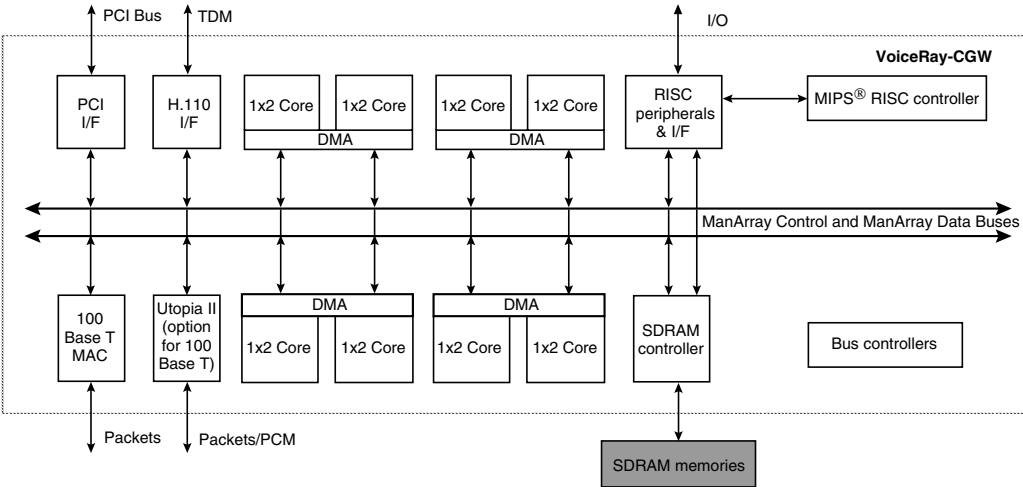 PCI Bus
TDM
I/O
VoiceRay-CGW
PCI
I/F
H.110
I/F
1x2 Core
1x2 Core
DMA
1x2 Core
1x2 Core
DMA
RISC
peripherals
& I/F
MIPS® RISC controller
ManArray Control and ManArray Data Buses
100
Base T
MAC
Utopia II
(option
for 100
Base T)
DMA
1x2 Core
1x2 Core
DMA
1x2 Core
1x2 Core
SDRAM
controller
Bus controllers
Packets
Packets/PCM
SDRAM memories